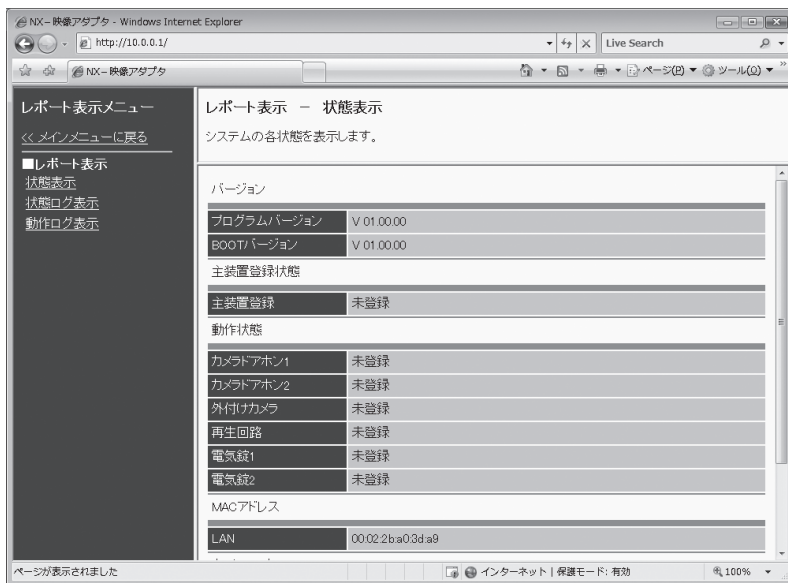 NX－映像アダプタ - Windows Internet Explorer
http://10.0.0.1/
Live Search
NX－映像アダプタ
ページ(P) ツール(O) »
レポート表示メニュー
<< メインメニューに戻る
■レポート表示
状態表示
状態ログ表示
動作ログ表示
レポート表示 － 状態表示
システムの各状態を表示します。
バージョン
プログラムバージョン V 01.00.00
BOOTバージョン V 01.00.00
主装置登録状態
主装置登録 未登録
動作状態
カメラドアホン1 未登録
カメラドアホン2 未登録
外付けカメラ 未登録
再生回路 未登録
電気錠1 未登録
電気錠2 未登録
MACアドレス
LAN 00:02:2b:a0:3d:a9
ページが表示されました
インターネット | 保護モード: 有効
100%